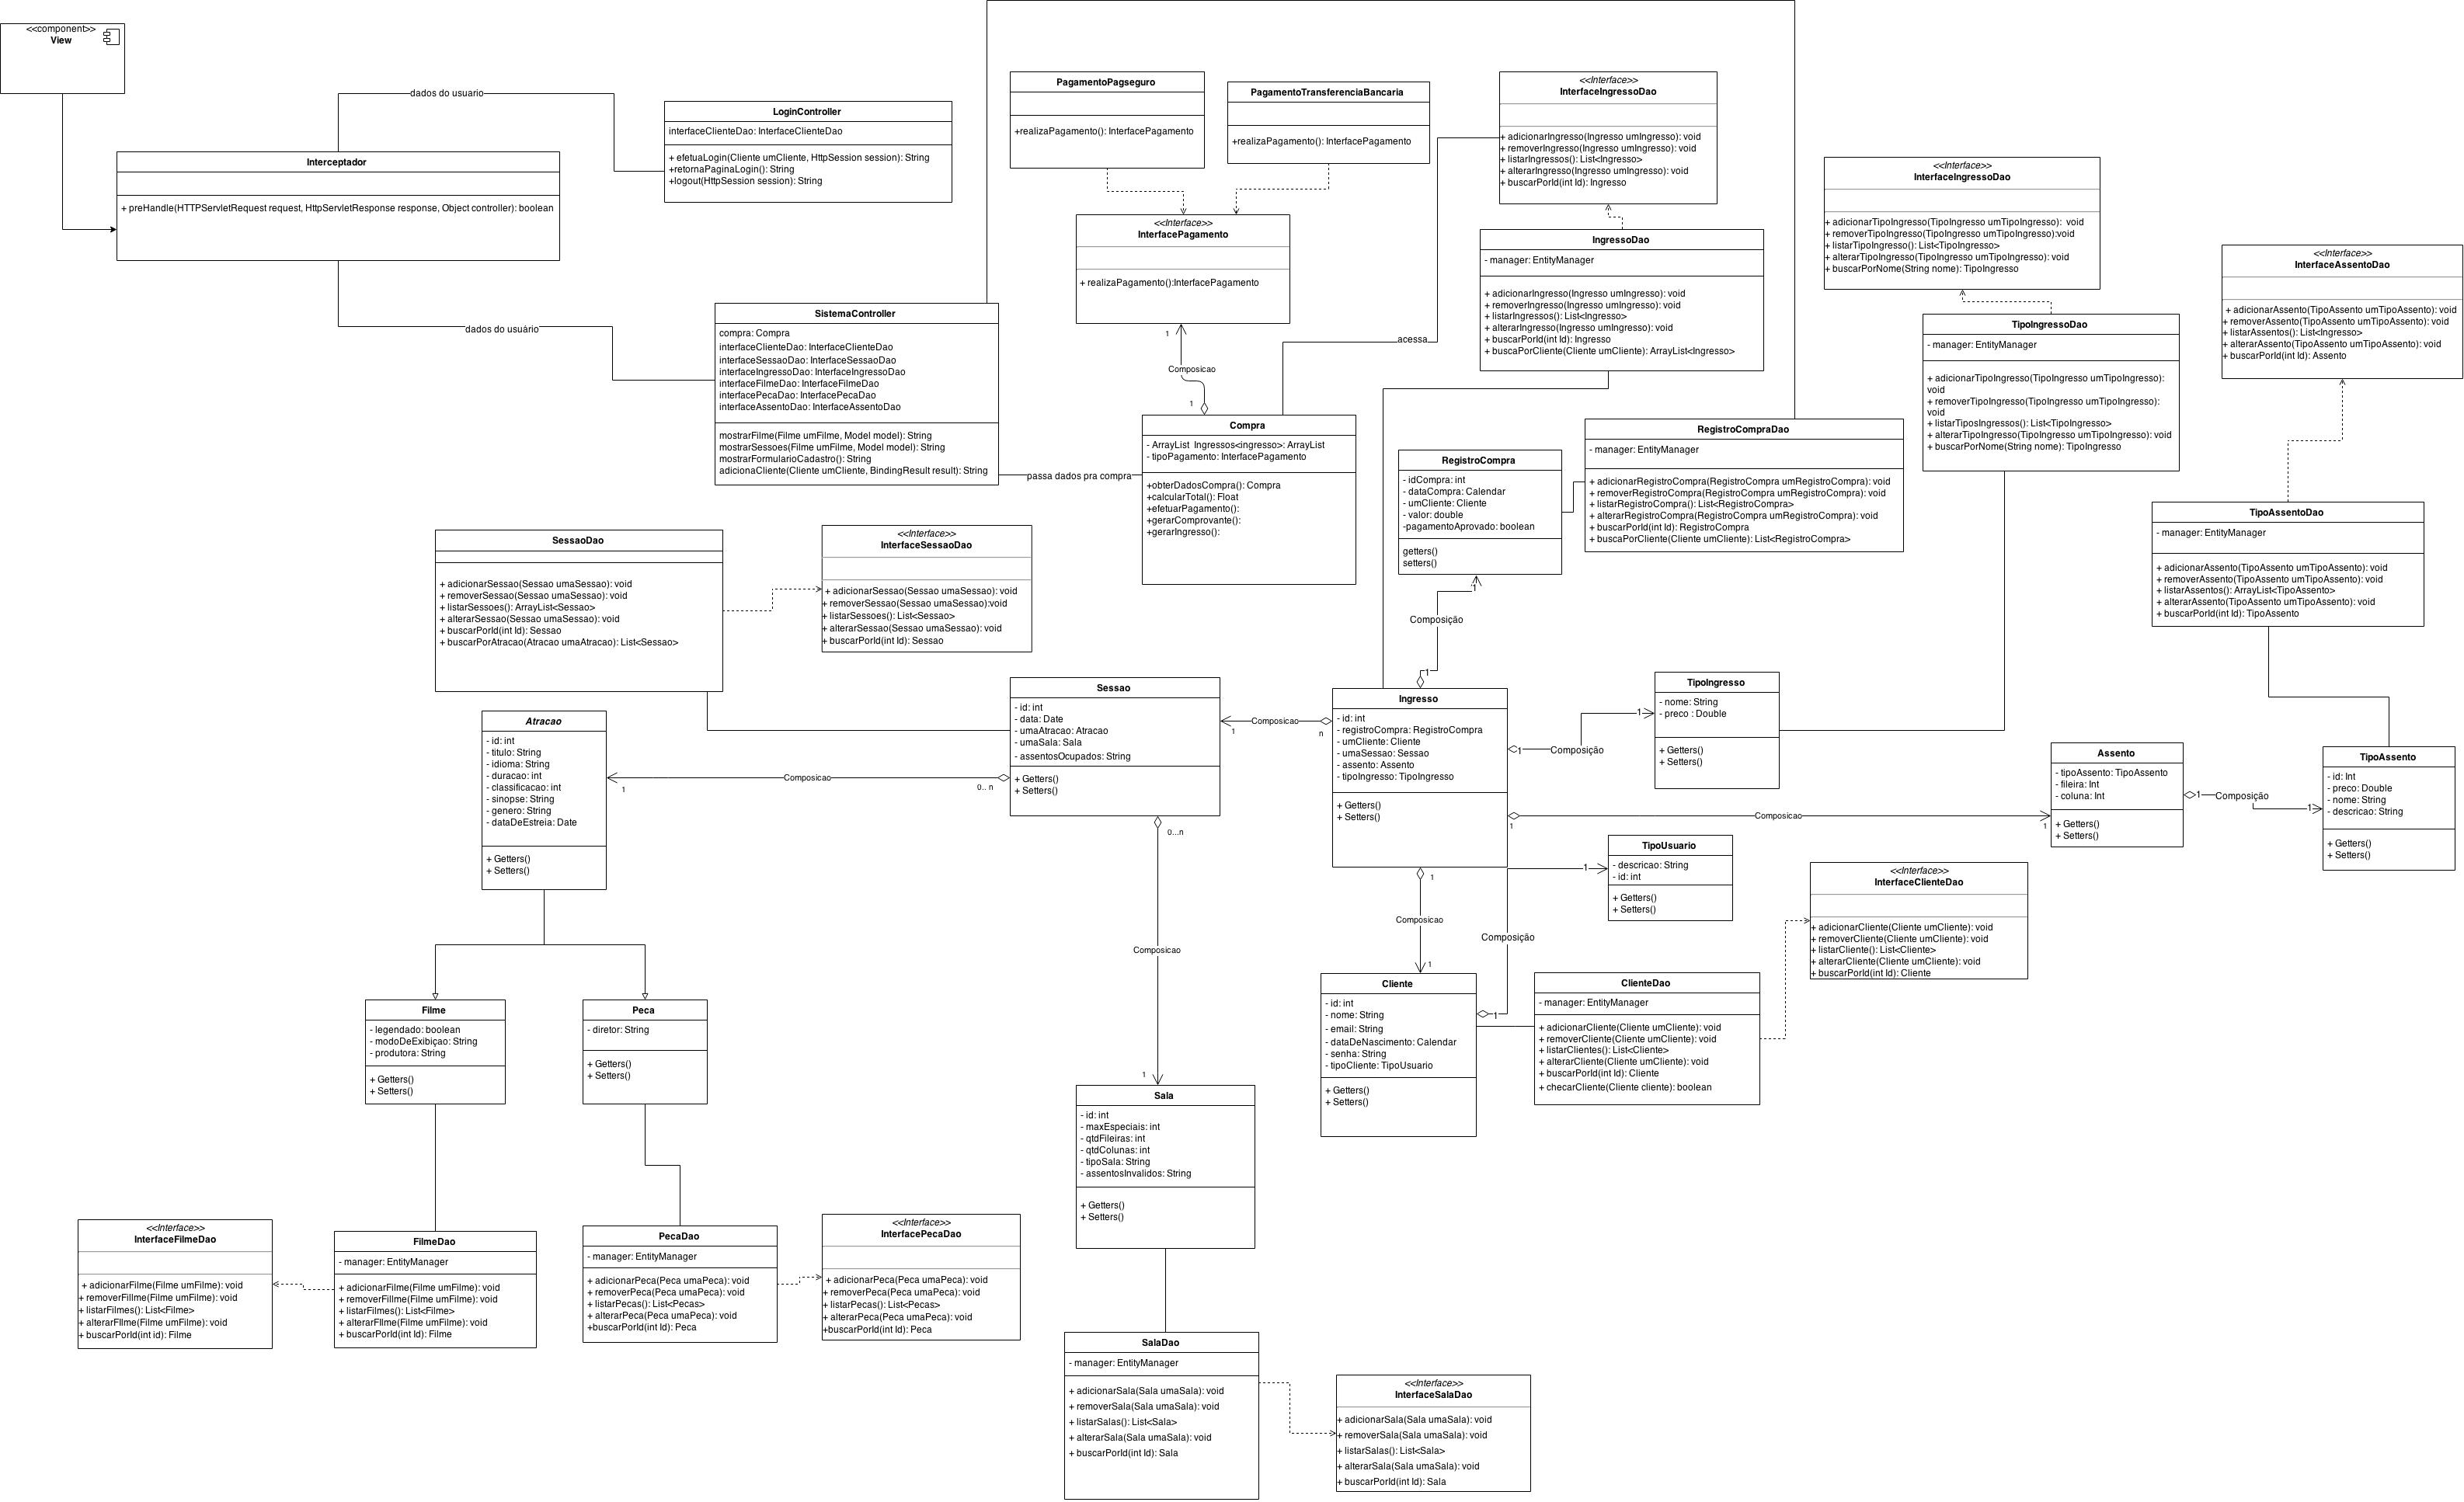 <<component>>
View
dados do usuario
Interceptador
+ preHandle(HTTPServletRequest request, HttpServletResponse response, Object controller): boolean
LoginController
interfaceClienteDao: InterfaceClienteDao
+ efetuaLogin(Cliente umCliente, HttpSession session): String
+retornaPaginaLogin(): String
+logout(HttpSession session): String
dados do usuário
SistemaController
compra: Compra
interfaceClienteDao: InterfaceClienteDao
interfaceSessaoDao: InterfaceSessaoDao
interfaceIngressoDao: InterfaceIngressoDao
interfaceFilmeDao: InterfaceFilmeDao
interfacePecaDao: InterfacePecaDao
interfaceAssentoDao: InterfaceAssentoDao
mostrarFilme(Filme umFilme, Model model): String
mostrarSessoes(Filme umFilme, Model model): String
mostrarFormularioCadastro(): String
adicionaCliente(Cliente umCliente, BindingResult result): String
passa dados pra compra
PagamentoPagseguro
+realizaPagamento(): InterfacePagamento
PagamentoTransferenciaBancaria
+realizaPagamento(): InterfacePagamento
<<Interface>>
InterfacePagamento
+ realizaPagamento():InterfacePagamento
1
Composicao
1
acessa
Compra
- ArrayList  Ingressos<ingresso>: ArrayList
- tipoPagamento: InterfacePagamento
+obterDadosCompra(): Compra
+calcularTotal(): Float
+efetuarPagamento():
+gerarComprovante():
+gerarIngresso():
<<Interface>>
InterfaceIngressoDao
+ adicionarIngresso(Ingresso umIngresso): void
+ removerIngresso(Ingresso umIngresso): void
+ listarIngressos(): List<Ingresso>
+ alterarIngresso(Ingresso umIngresso): void
+ buscarPorId(int Id): Ingresso
IngressoDao
- manager: EntityManager
+ adicionarIngresso(Ingresso umIngresso): void
+ removerIngresso(Ingresso umIngresso): void
+ listarIngressos(): List<Ingresso>
+ alterarIngresso(Ingresso umIngresso): void
+ buscarPorId(int Id): Ingresso
+ buscaPorCliente(Cliente umCliente): ArrayList<Ingresso>
<<Interface>>
InterfaceIngressoDao
+ adicionarTipoIngresso(TipoIngresso umTipoIngresso):  void
+ removerTipoIngresso(TipoIngresso umTipoIngresso):void
+ listarTipoIngresso(): List<TipoIngresso>
+ alterarTipoIngresso(TipoIngresso umTipoIngresso): void
+ buscarPorNome(String nome): TipoIngresso
TipoIngressoDao
- manager: EntityManager
+ adicionarTipoIngresso(TipoIngresso umTipoIngresso):
void
+ removerTipoIngresso(TipoIngresso umTipoIngresso):
void
+ listarTiposIngressos(): List<TipoIngresso>
+ alterarTipoIngresso(TipoIngresso umTipoIngresso): void
+ buscarPorNome(String nome): TipoIngresso
<<Interface>>
InterfaceAssentoDao
+ adicionarAssento(TipoAssento umTipoAssento): void
+ removerAssento(TipoAssento umTipoAssento): void
+ listarAssentos(): List<Ingresso>
+ alterarAssento(TipoAssento umTipoAssento): void
+ buscarPorId(int Id): Assento
TipoAssentoDao
- manager: EntityManager
+ adicionarAssento(TipoAssento umTipoAssento): void
+ removerAssento(TipoAssento umTipoAssento): void
+ listarAssentos(): ArrayList<TipoAssento>
+ alterarAssento(TipoAssento umTipoAssento): void
+ buscarPorId(int Id): TipoAssento
RegistroCompra
- idCompra: int
- dataCompra: Calendar
- umCliente: Cliente
- valor: double
-pagamentoAprovado: boolean
getters()
setters()
RegistroCompraDao
- manager: EntityManager
+ adicionarRegistroCompra(RegistroCompra umRegistroCompra): void
+ removerRegistroCompra(RegistroCompra umRegistroCompra): void
+ listarRegistroCompra(): List<RegistroCompra>
+ alterarRegistroCompra(RegistroCompra umRegistroCompra): void
+ buscarPorId(int Id): RegistroCompra
+ buscaPorCliente(Cliente umCliente): List<RegistroCompra>
1
Composição
1
SessaoDao
+ adicionarSessao(Sessao umaSessao): void
+ removerSessao(Sessao umaSessao): void
+ listarSessoes(): ArrayList<Sessao>
+ alterarSessao(Sessao umaSessao): void
+ buscarPorId(int Id): Sessao
+ buscarPorAtracao(Atracao umaAtracao): List<Sessao>
<<Interface>>
InterfaceSessaoDao
+ adicionarSessao(Sessao umaSessao): void
+ removerSessao(Sessao umaSessao):void
+ listarSessoes(): List<Sessao>
+ alterarSessao(Sessao umaSessao): void
+ buscarPorId(int Id): Sessao
Sessao
- id: int
- data: Date
- umaAtracao: Atracao
- umaSala: Sala
- assentosOcupados: String
+ Getters()
+ Setters()
Composicao
1
n
Ingresso
- id: int
- registroCompra: RegistroCompra
- umCliente: Cliente
- umaSessao: Sessao
- assento: Assento
- tipoIngresso: TipoIngresso
+ Getters()
+ Setters()
1
Composição
1
TipoIngresso
- nome: String
- preco : Double
+ Getters()
+ Setters()
1
Composicao
1
Assento
- tipoAssento: TipoAssento
- fileira: Int
- coluna: Int
+ Getters()
+ Setters()
1
Composição
1
TipoAssento
- id: Int
- preco: Double
- nome: String
- descricao: String
+ Getters()
+ Setters()
Atracao
- id: int
- titulo: String
- idioma: String
- duracao: int
- classificacao: int
- sinopse: String
- genero: String
- dataDeEstreia: Date
+ Getters()
+ Setters()
1
Composicao
0.. n
0...n
Composicao
1
1
Composicao
1
1
Composição
1
TipoUsuario
- descricao: String
- id: int
+ Getters()
+ Setters()
<<Interface>>
InterfaceClienteDao
+ adicionarCliente(Cliente umCliente): void
+ removerCliente(Cliente umCliente): void
+ listarCliente(): List<Cliente>
+ alterarCliente(Cliente umCliente): void
+ buscarPorId(int Id): Cliente
Cliente
- id: int
- nome: String
- email: String
- dataDeNascimento: Calendar
- senha: String
- tipoCliente: TipoUsuario
+ Getters()
+ Setters()
ClienteDao
- manager: EntityManager
+ adicionarCliente(Cliente umCliente): void
+ removerCliente(Cliente umCliente): void
+ listarClientes(): List<Cliente>
+ alterarCliente(Cliente umCliente): void
+ buscarPorId(int Id): Cliente
+ checarCliente(Cliente cliente): boolean
Filme
- legendado: boolean
- modoDeExibiçao: String
- produtora: String
+ Getters()
+ Setters()
Peca
- diretor: String
+ Getters()
+ Setters()
Sala
- id: int
- maxEspeciais: int
- qtdFileiras: int
- qtdColunas: int
- tipoSala: String
- assentosInvalidos: String
+ Getters()
+ Setters()
<<Interface>>
InterfaceFilmeDao
+ adicionarFilme(Filme umFilme): void
+ removerFillme(Filme umFilme): void
+ listarFilmes(): List<Filme>
+ alterarFIlme(Filme umFilme): void
+ buscarPorId(int id): Filme
FilmeDao
- manager: EntityManager
+ adicionarFilme(Filme umFilme): void
+ removerFillme(Filme umFilme): void
+ listarFilmes(): List<Filme>
+ alterarFIlme(Filme umFilme): void
+ buscarPorId(int Id): Filme
PecaDao
- manager: EntityManager
+ adicionarPeca(Peca umaPeca): void
+ removerPeca(Peca umaPeca): void
+ listarPecas(): List<Pecas>
+ alterarPeca(Peca umaPeca): void
+buscarPorId(int Id): Peca
<<Interface>>
InterfacePecaDao
+ adicionarPeca(Peca umaPeca): void
+ removerPeca(Peca umaPeca): void
+ listarPecas(): List<Pecas>
+ alterarPeca(Peca umaPeca): void
+buscarPorId(int Id): Peca
SalaDao
- manager: EntityManager
+ adicionarSala(Sala umaSala): void
+ removerSala(Sala umaSala): void
+ listarSalas(): List<Sala>
+ alterarSala(Sala umaSala): void
+ buscarPorId(int Id): Sala
<<Interface>>
InterfaceSalaDao
+ adicionarSala(Sala umaSala): void
+ removerSala(Sala umaSala): void
+ listarSalas(): List<Sala>
+ alterarSala(Sala umaSala): void
+ buscarPorId(int Id): Sala